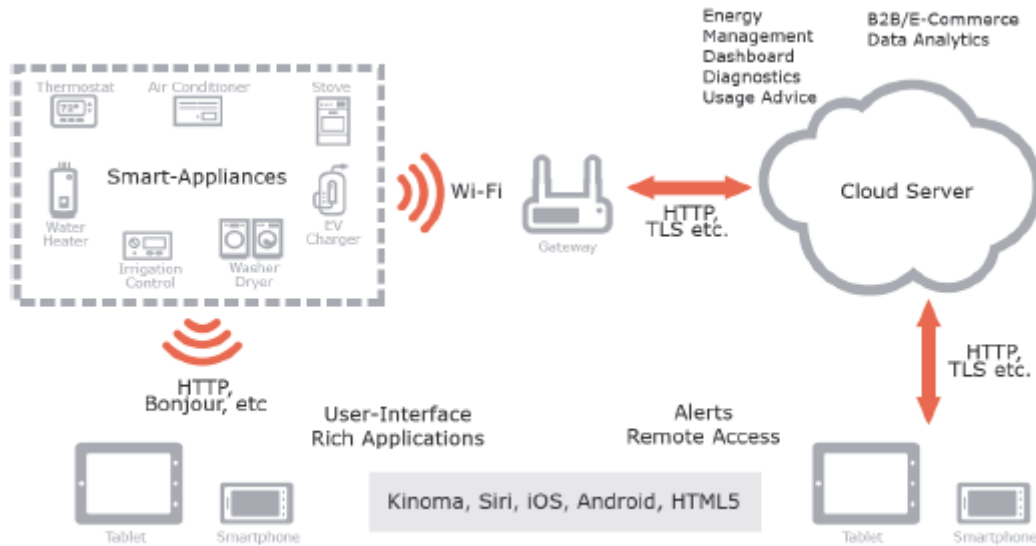 Energy
Management
Dashboard
Diagnostics
Usage Advice
B2B/E-Commerce
Data Analytics
Thermostat
Air Conditioner
Stove
72°
Smart-Appliances
Water
Heater
EV
Charger
Irrigation
Control
Washer
Dryer
Wi-Fi
Gateway
HTTP,
TLS etc.
Cloud Server
HTTP,
TLS etc.
HTTP,
Bonjour, etc
User-Interface
Rich Applications
Alerts
Remote Access
Kinoma, Siri, iOS, Android, HTML5
Tablet
Smartphone
Tablet
Smartphone